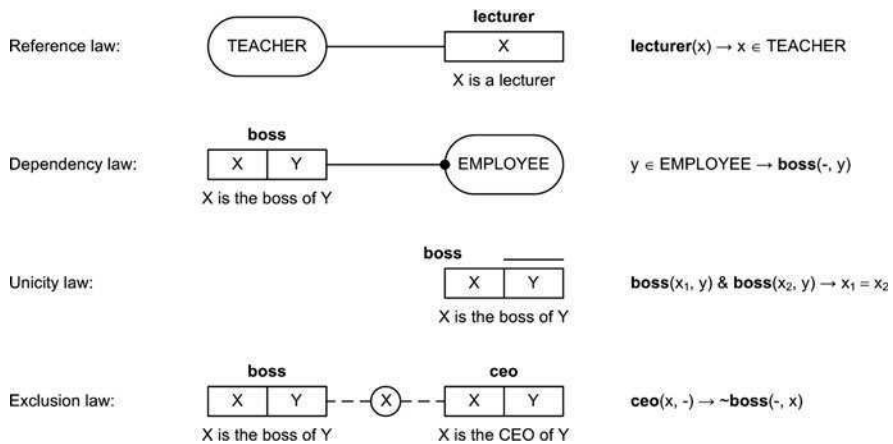 lecturer
Reference law: TEACHER X lecturer(x) → x ∈ TEACHER
X is a lecturer
boss
Dependency law: X Y EMPLOYEE y ∈ EMPLOYEE → boss(-, y)
X is the boss of Y
boss
Unicity law: X Y boss(x₁, y) & boss(x₂, y) → x₁ = x₂
X is the boss of Y
boss ceo
Exclusion law: X Y X X Y ceo(x, -) → ~boss(-, x)
X is the boss of Y X is the CEO of Y